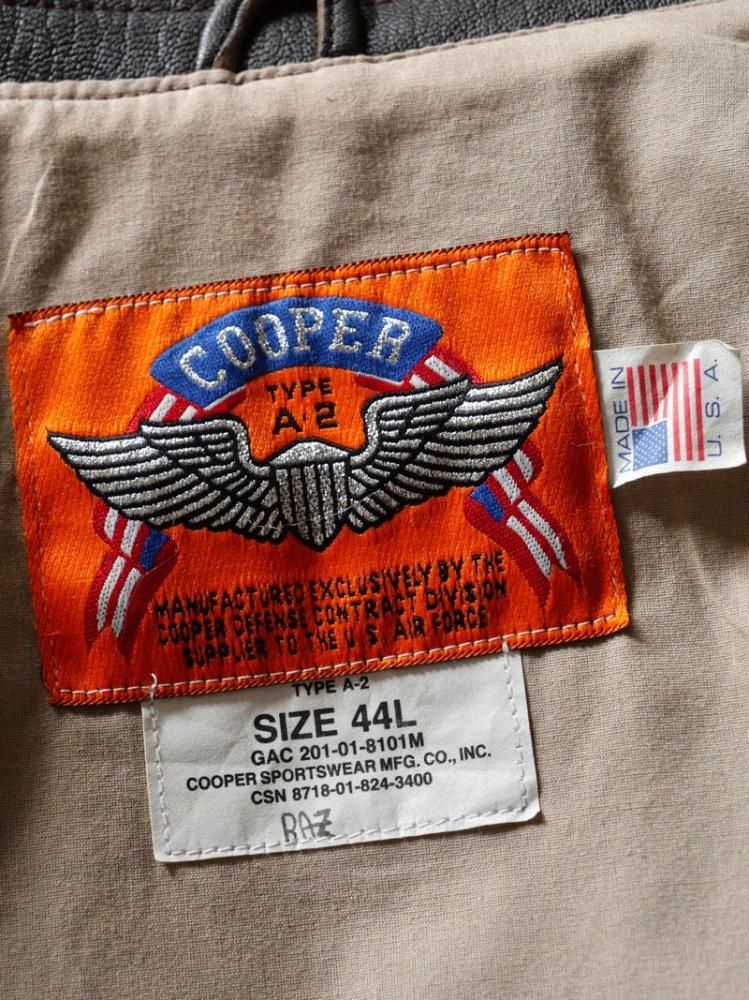 COOPER
TYPE
A-2
MADE IN
U.S.A.
MANUFACTURED EXCLUSIVELY BY THE
COOPER DEFENSE CONTRACT DIVISION
SUPPLIER TO THE U.S. AIR FORCE
TYPE A-2
SIZE 44L
GAC 201-01-8101M
COOPER SPORTSWEAR MFG. CO., INC.
CSN 8718-01-824-3400
RAZ